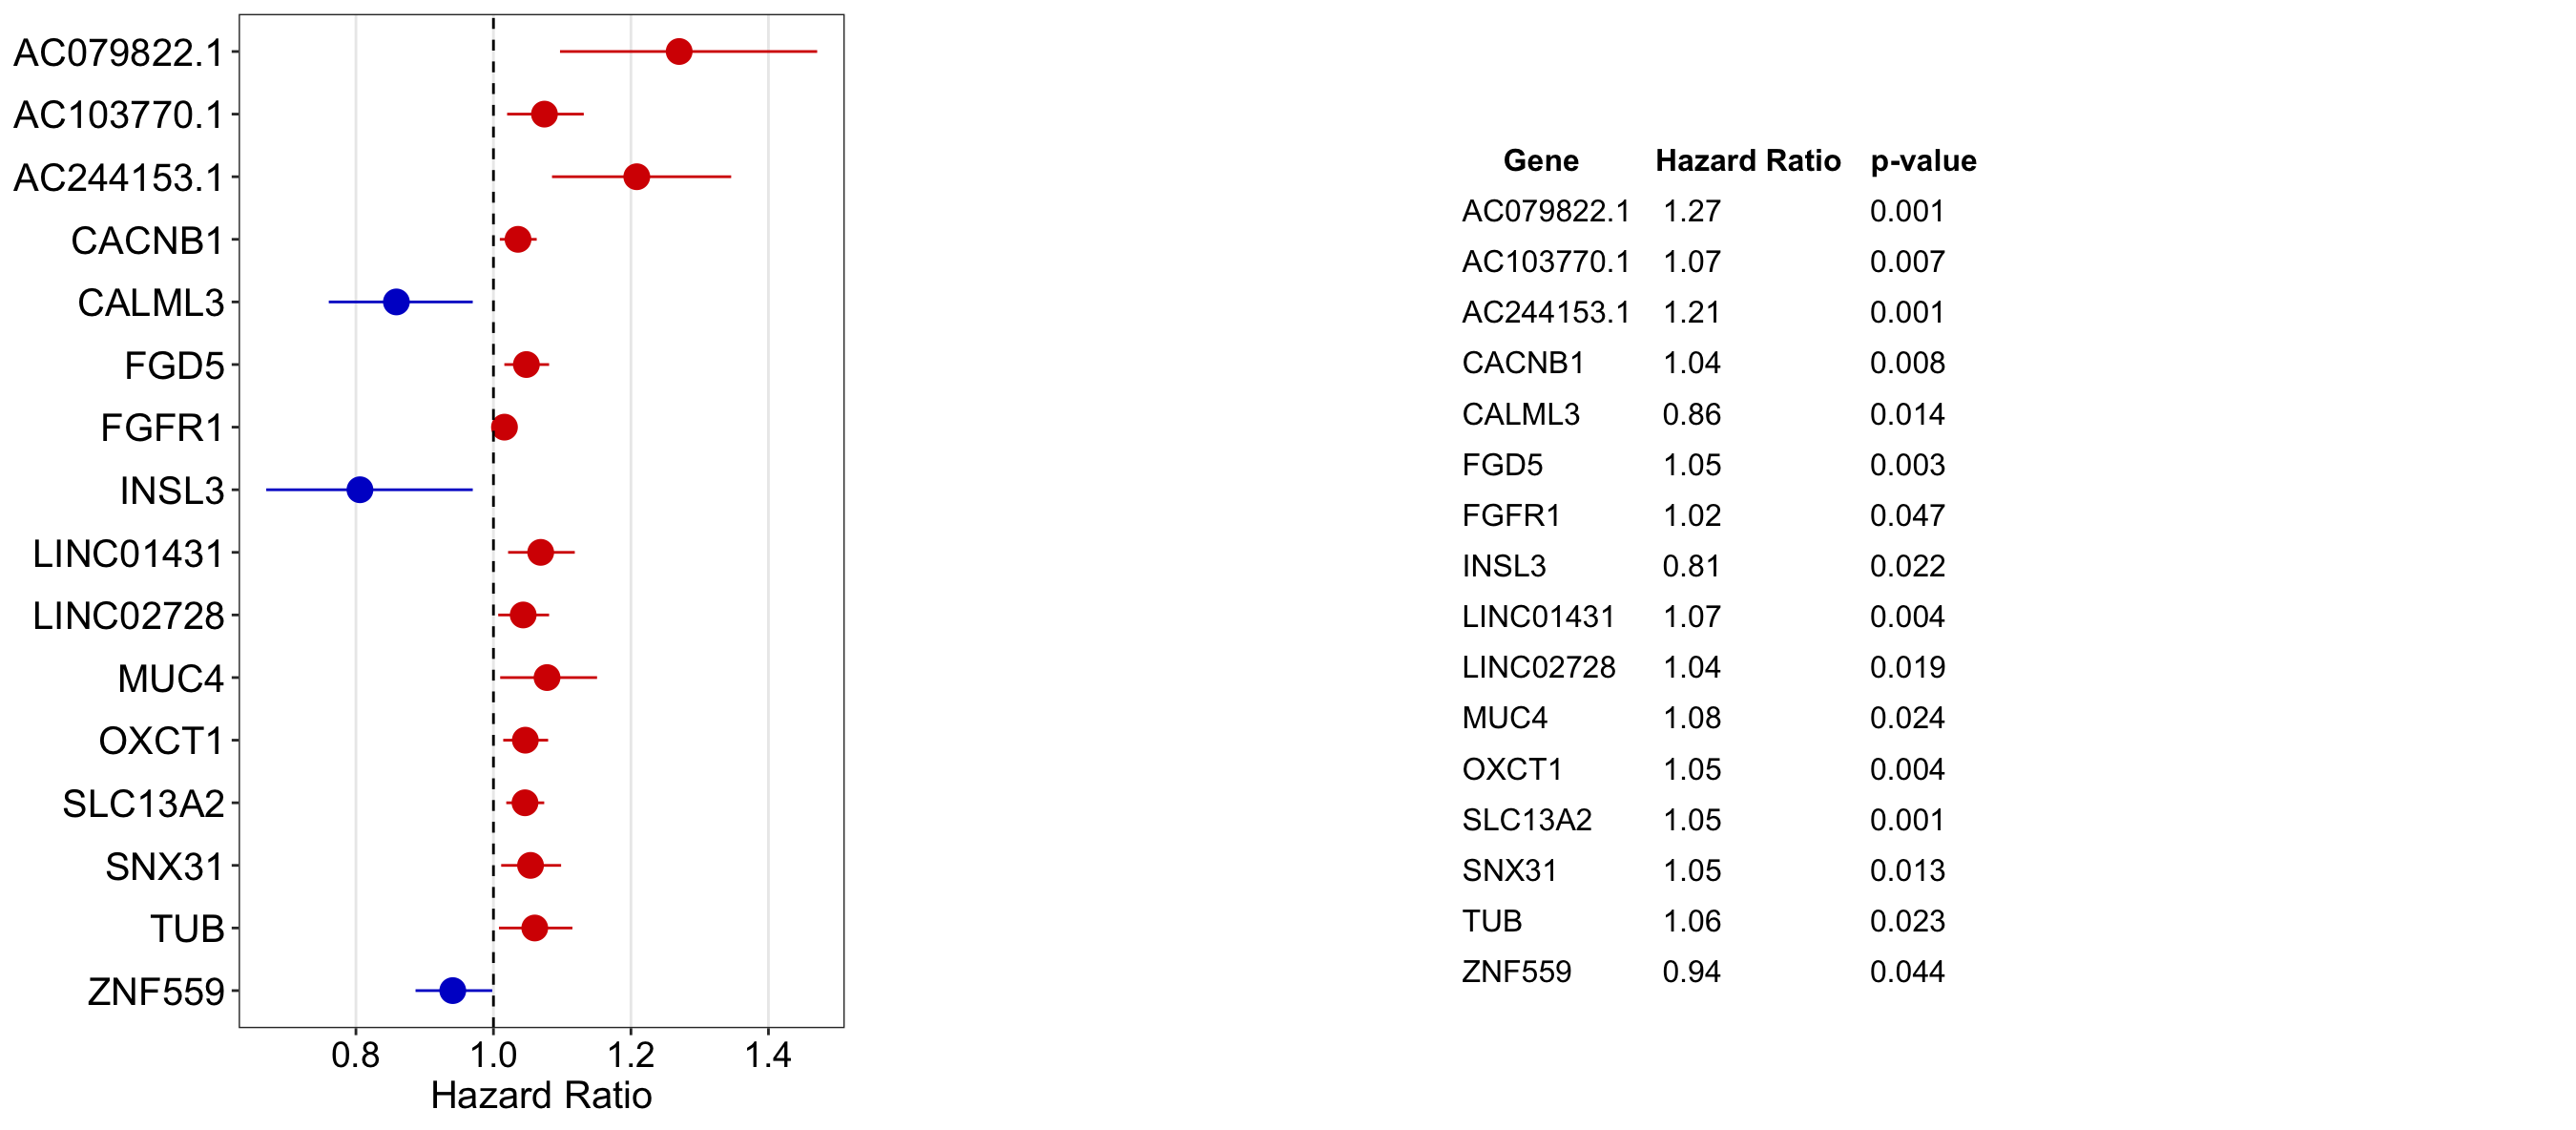 AC079822.1
AC103770.1
AC244153.1
CACNB1
CALML3
FGD5
FGFR1
INSL3
LINC01431
LINC02728
MUC4
OXCT1
SLC13A2
SNX31
TUB
ZNF559
0.8 1.0 1.2 1.4
Hazard Ratio
Gene Hazard Ratio p-value
AC079822.1 1.27 0.001
AC103770.1 1.07 0.007
AC244153.1 1.21 0.001
CACNB1 1.04 0.008
CALML3 0.86 0.014
FGD5 1.05 0.003
FGFR1 1.02 0.047
INSL3 0.81 0.022
LINC01431 1.07 0.004
LINC02728 1.04 0.019
MUC4 1.08 0.024
OXCT1 1.05 0.004
SLC13A2 1.05 0.001
SNX31 1.05 0.013
TUB 1.06 0.023
ZNF559 0.94 0.044